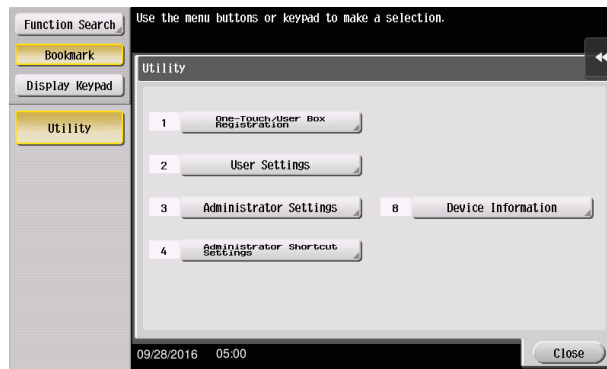 Function Search
Use the menu buttons or keypad to make a selection.
Bookmark
Utility
Display Keypad
Utility
1 One-Touch/User Box
Registration
2 User Settings
3 Administrator Settings
8 Device Information
4 Administrator Shortcut
Settings
09/28/2016 05:00
Close